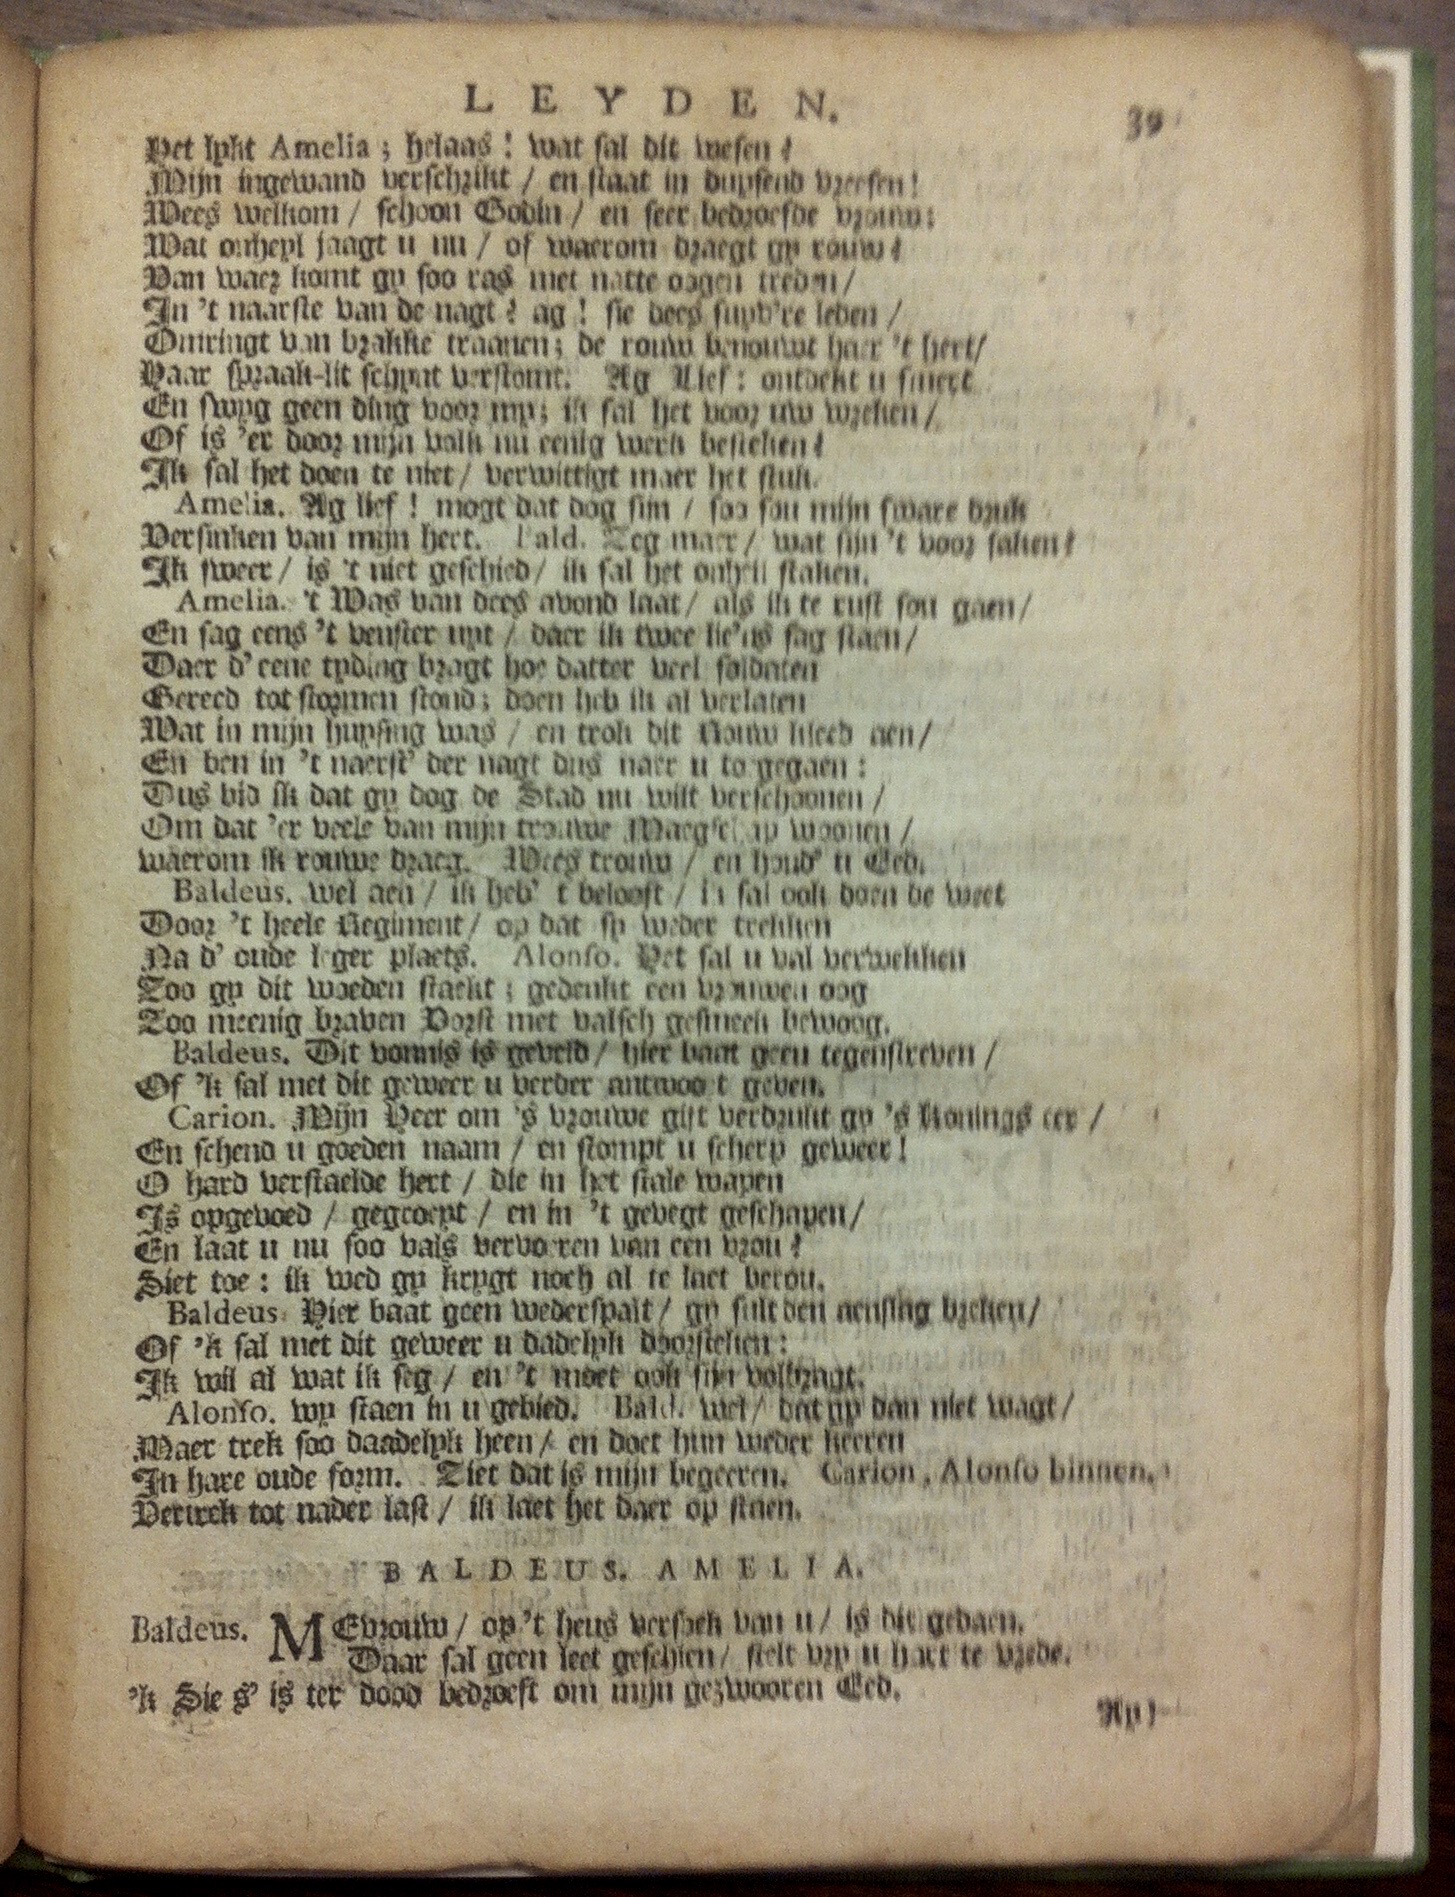 LEYDEN. 39
Het lykt Amelia; helaas! wat sal dit wesen?
Mijn ingewand verschrikt / en staat in duysend vreesen!
Wees welkom / schoon Godin / en seer bedroefde vrouw:
Wat onheyl jaagt u nu / of waerom draegt gy rouw?
Van waer komt gy soo ras met natte oogen treden /
In 't naarste van de nagt? ag! sie dees suyv're leden /
Omringt van brakke traanen; de rouw benouwt haer 't hert /
Haar spraak-lit schynt verstomt. Ag Lief: ontdekt u smert
En swyg geen ding voor my; ik sal het voor uw wreken /
Of is 'er door mijn volk nu eenig werk besteken?
Ik sal het doen te niet / verwittigt maer het stuk.
Amelia. Ag lief! mogt dat dog sijn / soo sou mijn sware druk
Versinken van mijn hert. Bald. Zeg maer / wat sijn 't voor saken?
Ik sweer / is 't niet geschied / ik sal het onheil staken.
Amelia. 't Was van dees avond laat / als ik te rust sou gaen /
En sag eens 't venster uyt / daer ik twee lie'ns sag staen /
Daer d' eene tyding bragt hoe datter veel soldaten
Gereed tot stormen stond; doen heb ik al verlaten
Wat in mijn huysing was / en trok dit Rouw kleed aen /
En ben in 't naerst' der nagt dus naer u to gegaen:
Dus bid ik dat gy dog de Stad nu wilt verschoonen /
Om dat 'er veele van mijn trouwe Maegschap woonen /
waerom ik rouwe draeg. Wees trouw / en houd' u Eed.
Baldeus. wel aen / ik heb' t belooft / ik sal ook doen de weet
Door 't heele Regiment / op dat sy weder trekken
Na d' oude leger plaets. Alonso. Het sal u val verwekken
Zoo gy dit woeden staekt; gedenkt een vrouwen oog
Zoo meenig braven Vorst met valsch gesmeek bewoog.
Baldeus. Dit vonnis is geveld / hier baat geen tegenstreven /
Of 'k sal met dit geweer u verder antwoort geven.
Carion. Mijn Heer om 's vrouwe gift verdrukt gy 's Konings eer /
En schend u goeden naam / en stompt u scherp geweer!
O hard verstaelde hert / die in het stale wapen
Is opgevoed / gegroeyt / en in 't gevegt geschapen /
En laat u nu soo vals vervoeren van een vrou?
Siet toe: ik wed gy krygt noch al te laet berou.
Baldeus. Hier baat geen wederspalt / gy sult den aenslag breken /
Of 'k sal met dit geweer u dadelyk doorsteken:
Ik wil al wat ik seg / en 't moet ook sijn volbragt.
Alonso. wy staen in u gebied. Bald. wel / dat gy dan niet wagt /
Maer trek soo daadelyk heen / en doet hun weder keeren
In hare oude form. Ziet dat is mijn begeeren. Carion, Alonso binnen.
Vertrek tot nader last / ik laet het daer op staen.
BALDEUS. AMELIA.
Baldeus. MEvrouw / op 't heus versoek van u / is dit gedaen.
Daar sal geen leet geschien / stelt vry u hart te vrede.
'k Sie s' is ter dood bedroeft om mijn gezwooren Eed.
Ay!